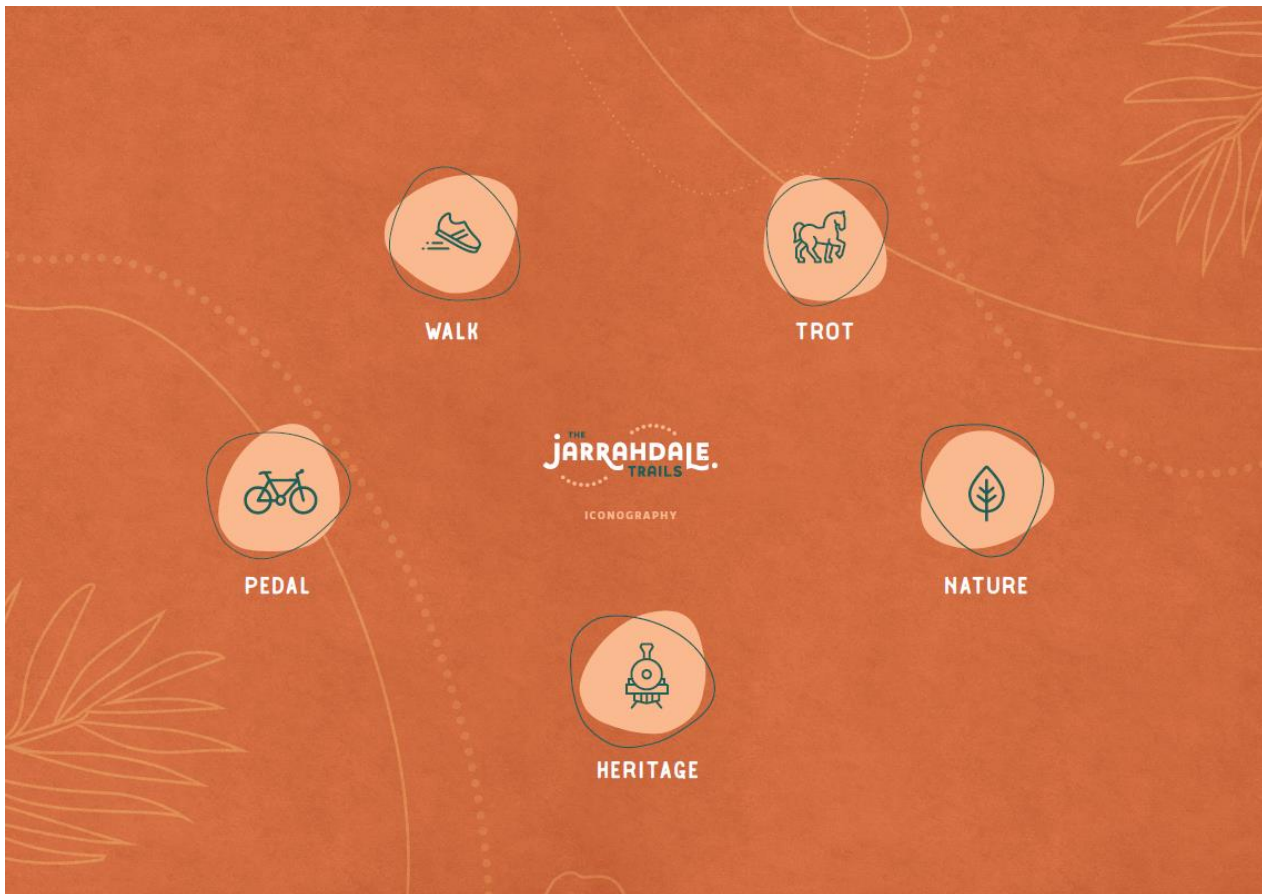 WALK
TROT
THE
JARRAHDALE.
TRAILS
ICONOGRAPHY
PEDAL
NATURE
HERITAGE